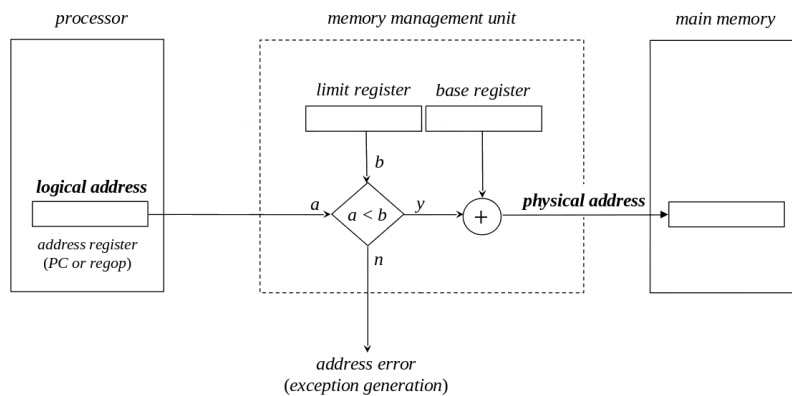 processor
memory management unit
main memory
limit register
base register
b
logical address
a
a < b
y
+
physical address
address register
(PC or regop)
n
address error
(exception generation)